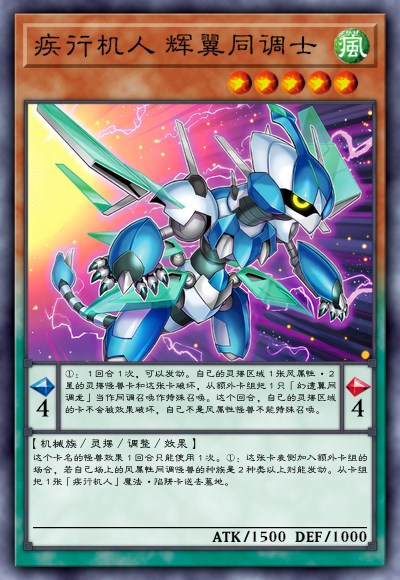 疾行机人 辉翼同调士
風
①：1回合1次，可以发动。自己的灵摆区域1张风属性·2
星的灵摆怪兽卡和这张卡破坏，从额外卡组把1只「幻透翼同
调龙」当作同调召唤作特殊召唤。这个回合，自己的灵摆区域
的卡不会被效果破坏，自己不是风属性怪兽不能特殊召唤。
4
4
【机械族／灵摆／调整／效果】
这个卡名的怪兽效果1回合只能使用1次。①：这张卡表侧加入额外卡组的
场合，若自己场上的风属性同调怪兽的种族是2种类以上则能发动。从卡组
把1张「疾行机人」魔法·陷阱卡送去墓地。
ATK/1500 DEF/1000